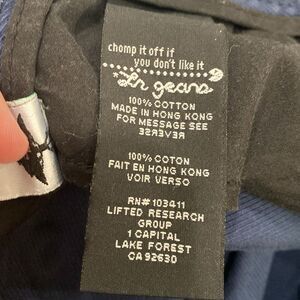 chomp it off if
you don't like it
Lr jeans
100% COTTON
MADE IN HONG KONG
FOR MESSAGE SEE
REVERSE
100% COTON
FAIT EN HONG KONG
VOIR VERSO
RN# 103411
LIFTED RESEARCH
GROUP
1 CAPITAL
LAKE FOREST
CA 92630